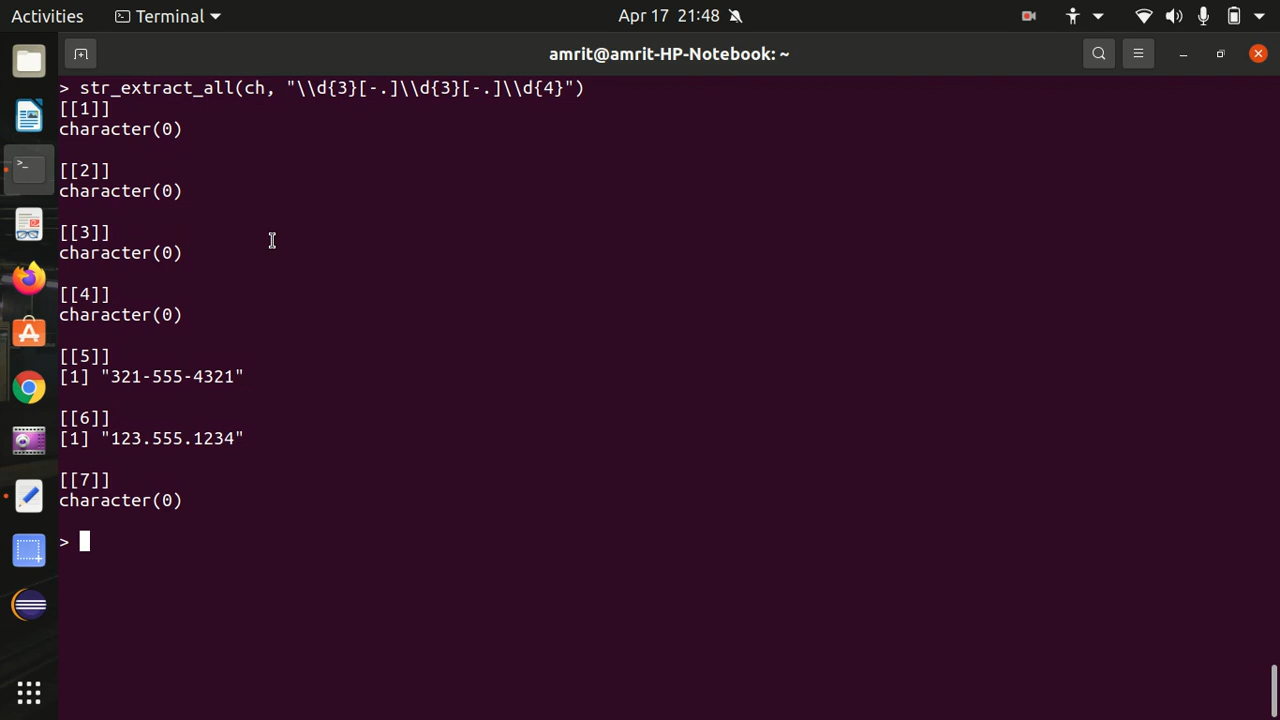 Activities
Terminal
Apr 17 21:48
amrit@amrit-HP-Notebook: ~
> str_extract_all(ch, "\\d{3}[-.]\\d{3}[-.]\\d{4}")
[[1]]
character(0)
[[2]]
character(0)
[[3]]
character(0)
[[4]]
character(0)
[[5]]
[1] "321-555-4321"
[[6]]
[1] "123.555.1234"
[[7]]
character(0)
>